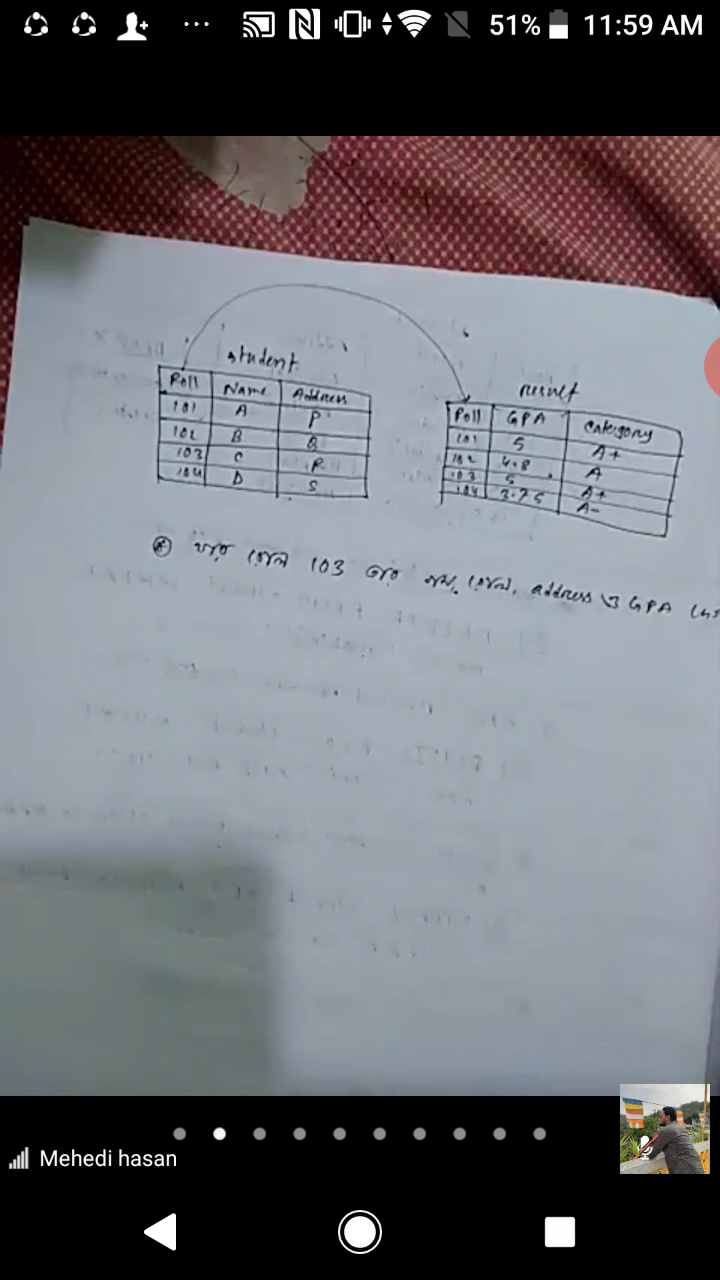 51% 11:59 AM
student
Roll Name Address
101 A P
102 B Q
103 C R
104 D S
result
Roll GPA Category
101 5 A+
102 4.8 A
103 5 A+
104 3.75 A-
যার রোল 103 তার address ও GPA
Mehedi hasan